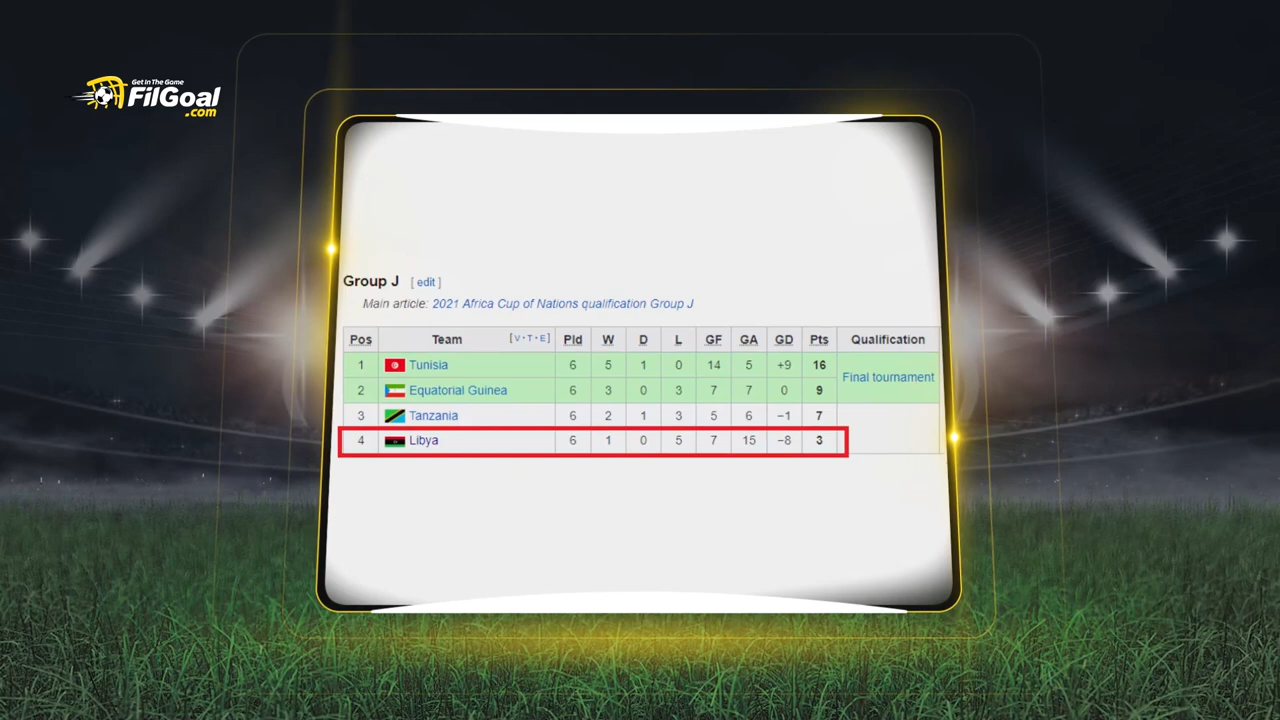 Get In The Game
FilGoal
.com
Group J [ edit ]
Main article: 2021 Africa Cup of Nations qualification Group J
Pos Team [V·T·E] Pld W D L GF GA GD Pts Qualification
1 Tunisia 6 5 1 0 14 5 +9 16 Final tournament
2 Equatorial Guinea 6 3 0 3 7 7 0 9
3 Tanzania 6 2 1 3 5 6 −1 7
4 Libya 6 1 0 5 7 15 −8 3